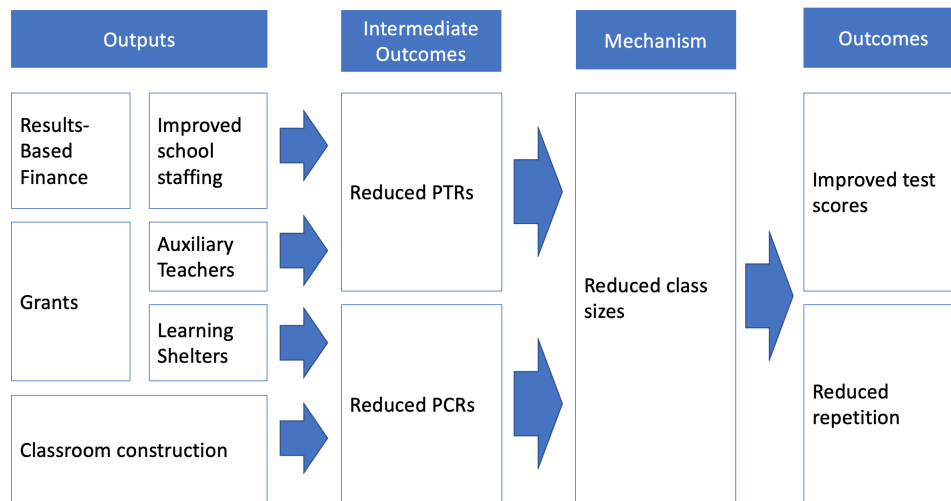 Outputs
Intermediate
Outcomes
Mechanism
Outcomes
Results-
Based
Finance
Improved
school
staffing
Grants
Auxiliary
Teachers
Learning
Shelters
Classroom construction
Reduced PTRs
Reduced PCRs
Reduced class
sizes
Improved test
scores
Reduced
repetition